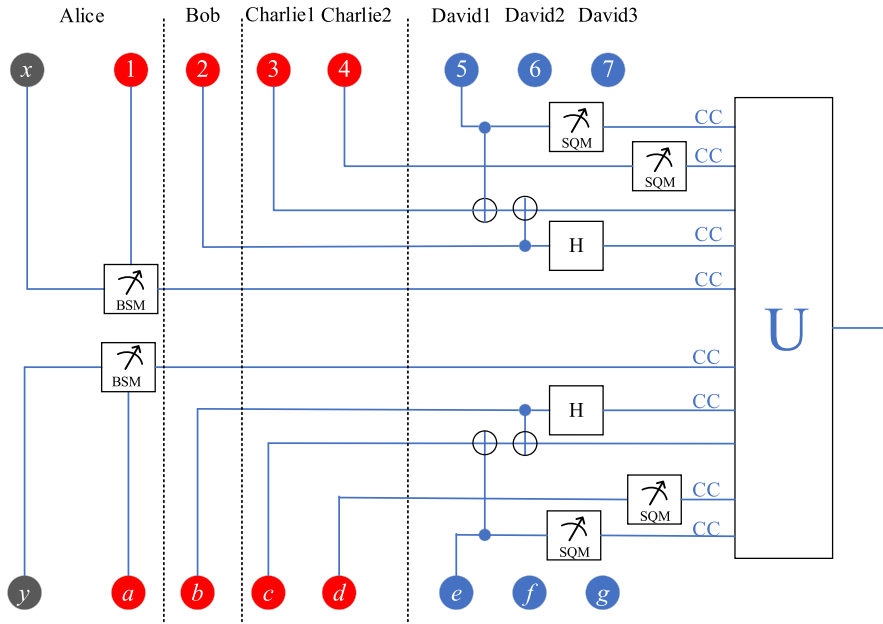 Alice Bob Charlie1 Charlie2 David1 David2 David3
x 1 2 3 4 5 6 7
SQM CC
SQM CC
H CC
BSM CC
U
BSM CC
H CC
SQM CC
SQM CC
y a b c d e f g